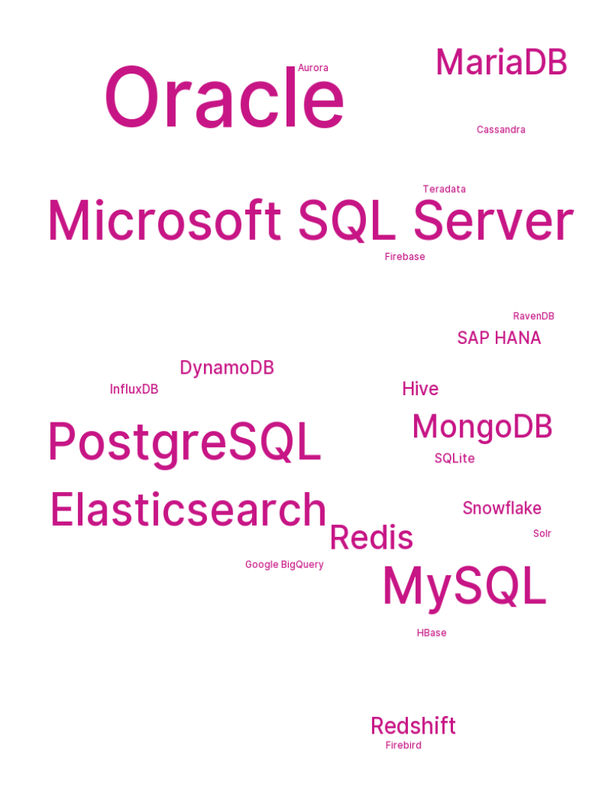 MariaDB
Aurora
Oracle
Cassandra
Teradata
Microsoft SQL Server
Firebase
RavenDB
SAP HANA
DynamoDB
InfluxDB
Hive
MongoDB
PostgreSQL
SQLite
Elasticsearch
Snowflake
Solr
Redis
Google BigQuery
MySQL
HBase
Redshift
Firebird